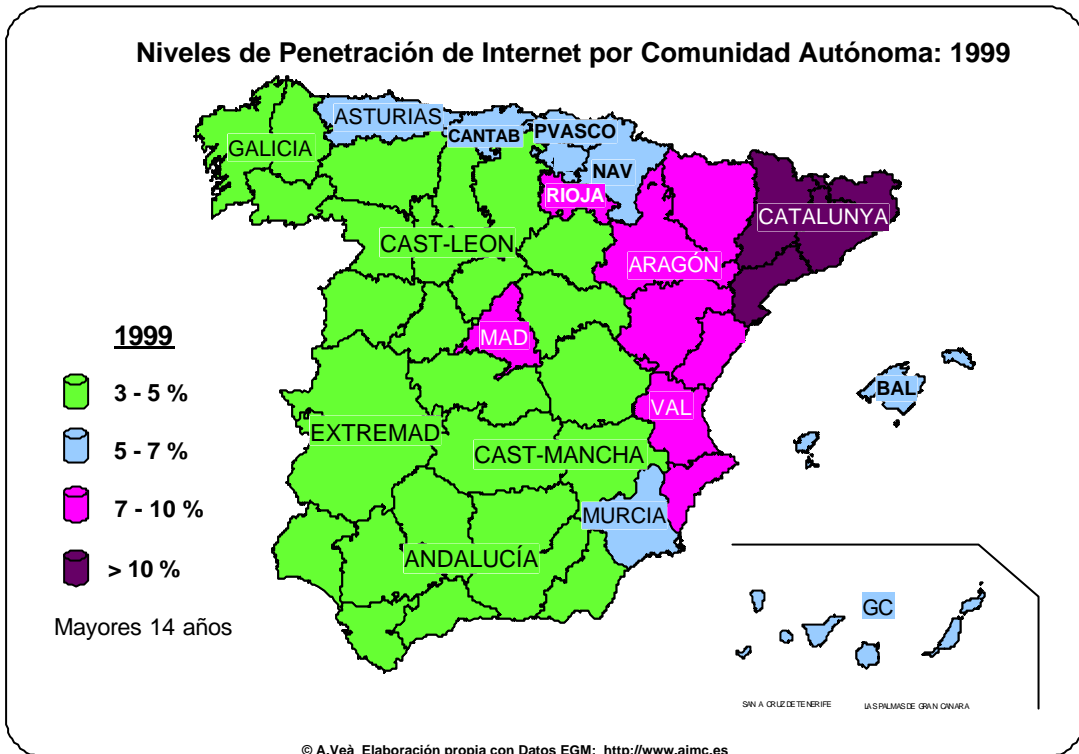 Niveles de Penetración de Internet por Comunidad Autónoma: 1999
ASTURIAS
CANTAB
PVASCO
GALICIA
NAV
RIOJA
CATALUNYA
CAST-LEON
ARAGÓN
MAD
1999
3 - 5 %
5 - 7 %
7 - 10 %
> 10 %
Mayores 14 años
BAL
VAL
EXTREMAD
CAST-MANCHA
MURCIA
ANDALUCÍA
GC
SAN A CRUZ DE TENERIFE
LAS PALMAS DE GRAN CANARA
© A.Veà Elaboración propia con Datos EGM: http://www.aimc.es